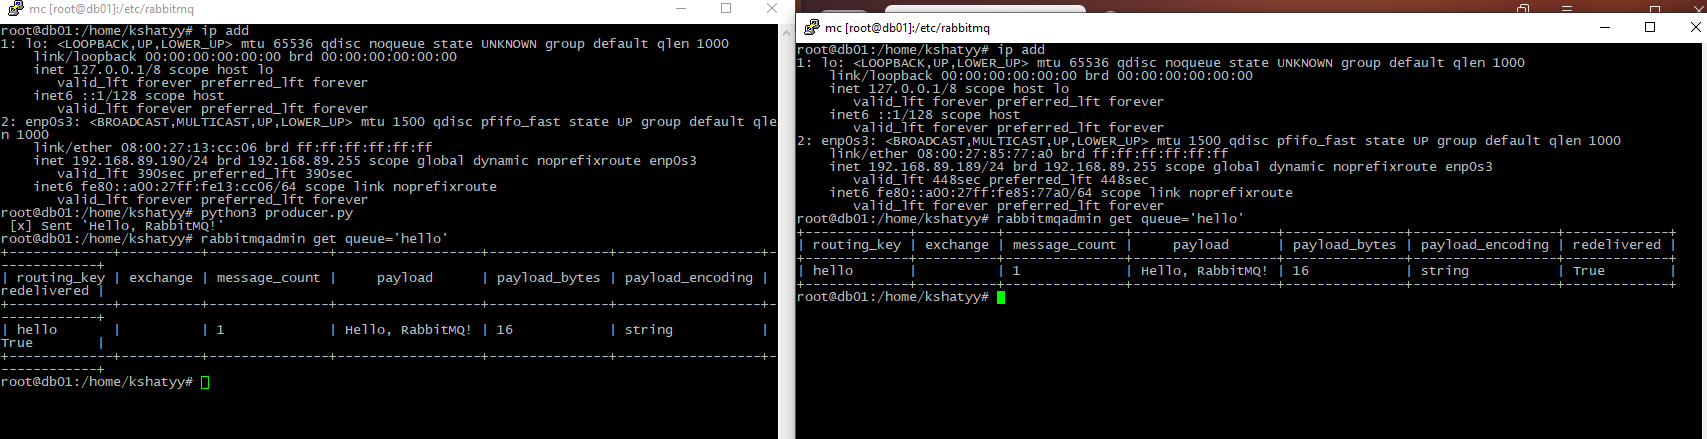 mc [root@db01]:/etc/rabbitmq
root@db01:/home/kshatyy# ip add
1: lo: <LOOPBACK,UP,LOWER_UP> mtu 65536 qdisc noqueue state UNKNOWN group default qlen 1000
    link/loopback 00:00:00:00:00:00 brd 00:00:00:00:00:00
    inet 127.0.0.1/8 scope host lo
       valid_lft forever preferred_lft forever
    inet6 ::1/128 scope host
       valid_lft forever preferred_lft forever
2: enp0s3: <BROADCAST,MULTICAST,UP,LOWER_UP> mtu 1500 qdisc pfifo_fast state UP group default qle
n 1000
    link/ether 08:00:27:13:cc:06 brd ff:ff:ff:ff:ff:ff
    inet 192.168.89.190/24 brd 192.168.89.255 scope global dynamic noprefixroute enp0s3
       valid_lft 390sec preferred_lft 390sec
    inet6 fe80::a00:27ff:fe13:cc06/64 scope link noprefixroute
       valid_lft forever preferred_lft forever
root@db01:/home/kshatyy# python3 producer.py
 [x] Sent 'Hello, RabbitMQ!'
root@db01:/home/kshatyy# rabbitmqadmin get queue='hello'
+-------------+----------+---------------+------------------+---------------+------------------+-
------------+
| routing_key | exchange | message_count |     payload      | payload_bytes | payload_encoding |
redelivered |
+-------------+----------+---------------+------------------+---------------+------------------+-
------------+
| hello       |          | 1             | Hello, RabbitMQ! | 16            | string           |
True        |
+-------------+----------+---------------+------------------+---------------+------------------+-
------------+
root@db01:/home/kshatyy#
mc [root@db01]:/etc/rabbitmq
root@db01:/home/kshatyy# ip add
1: lo: <LOOPBACK,UP,LOWER_UP> mtu 65536 qdisc noqueue state UNKNOWN group default qlen 1000
    link/loopback 00:00:00:00:00:00 brd 00:00:00:00:00:00
    inet 127.0.0.1/8 scope host lo
       valid_lft forever preferred_lft forever
    inet6 ::1/128 scope host
       valid_lft forever preferred_lft forever
2: enp0s3: <BROADCAST,MULTICAST,UP,LOWER_UP> mtu 1500 qdisc pfifo_fast state UP group default qlen 1000
    link/ether 08:00:27:85:77:a0 brd ff:ff:ff:ff:ff:ff
    inet 192.168.89.189/24 brd 192.168.89.255 scope global dynamic noprefixroute enp0s3
       valid_lft 448sec preferred_lft 448sec
    inet6 fe80::a00:27ff:fe85:77a0/64 scope link noprefixroute
       valid_lft forever preferred_lft forever
root@db01:/home/kshatyy# rabbitmqadmin get queue='hello'
+-------------+----------+---------------+------------------+---------------+------------------+-------------+
| routing_key | exchange | message_count |     payload      | payload_bytes | payload_encoding | redelivered |
+-------------+----------+---------------+------------------+---------------+------------------+-------------+
| hello       |          | 1             | Hello, RabbitMQ! | 16            | string           | True        |
+-------------+----------+---------------+------------------+---------------+------------------+-------------+
root@db01:/home/kshatyy#